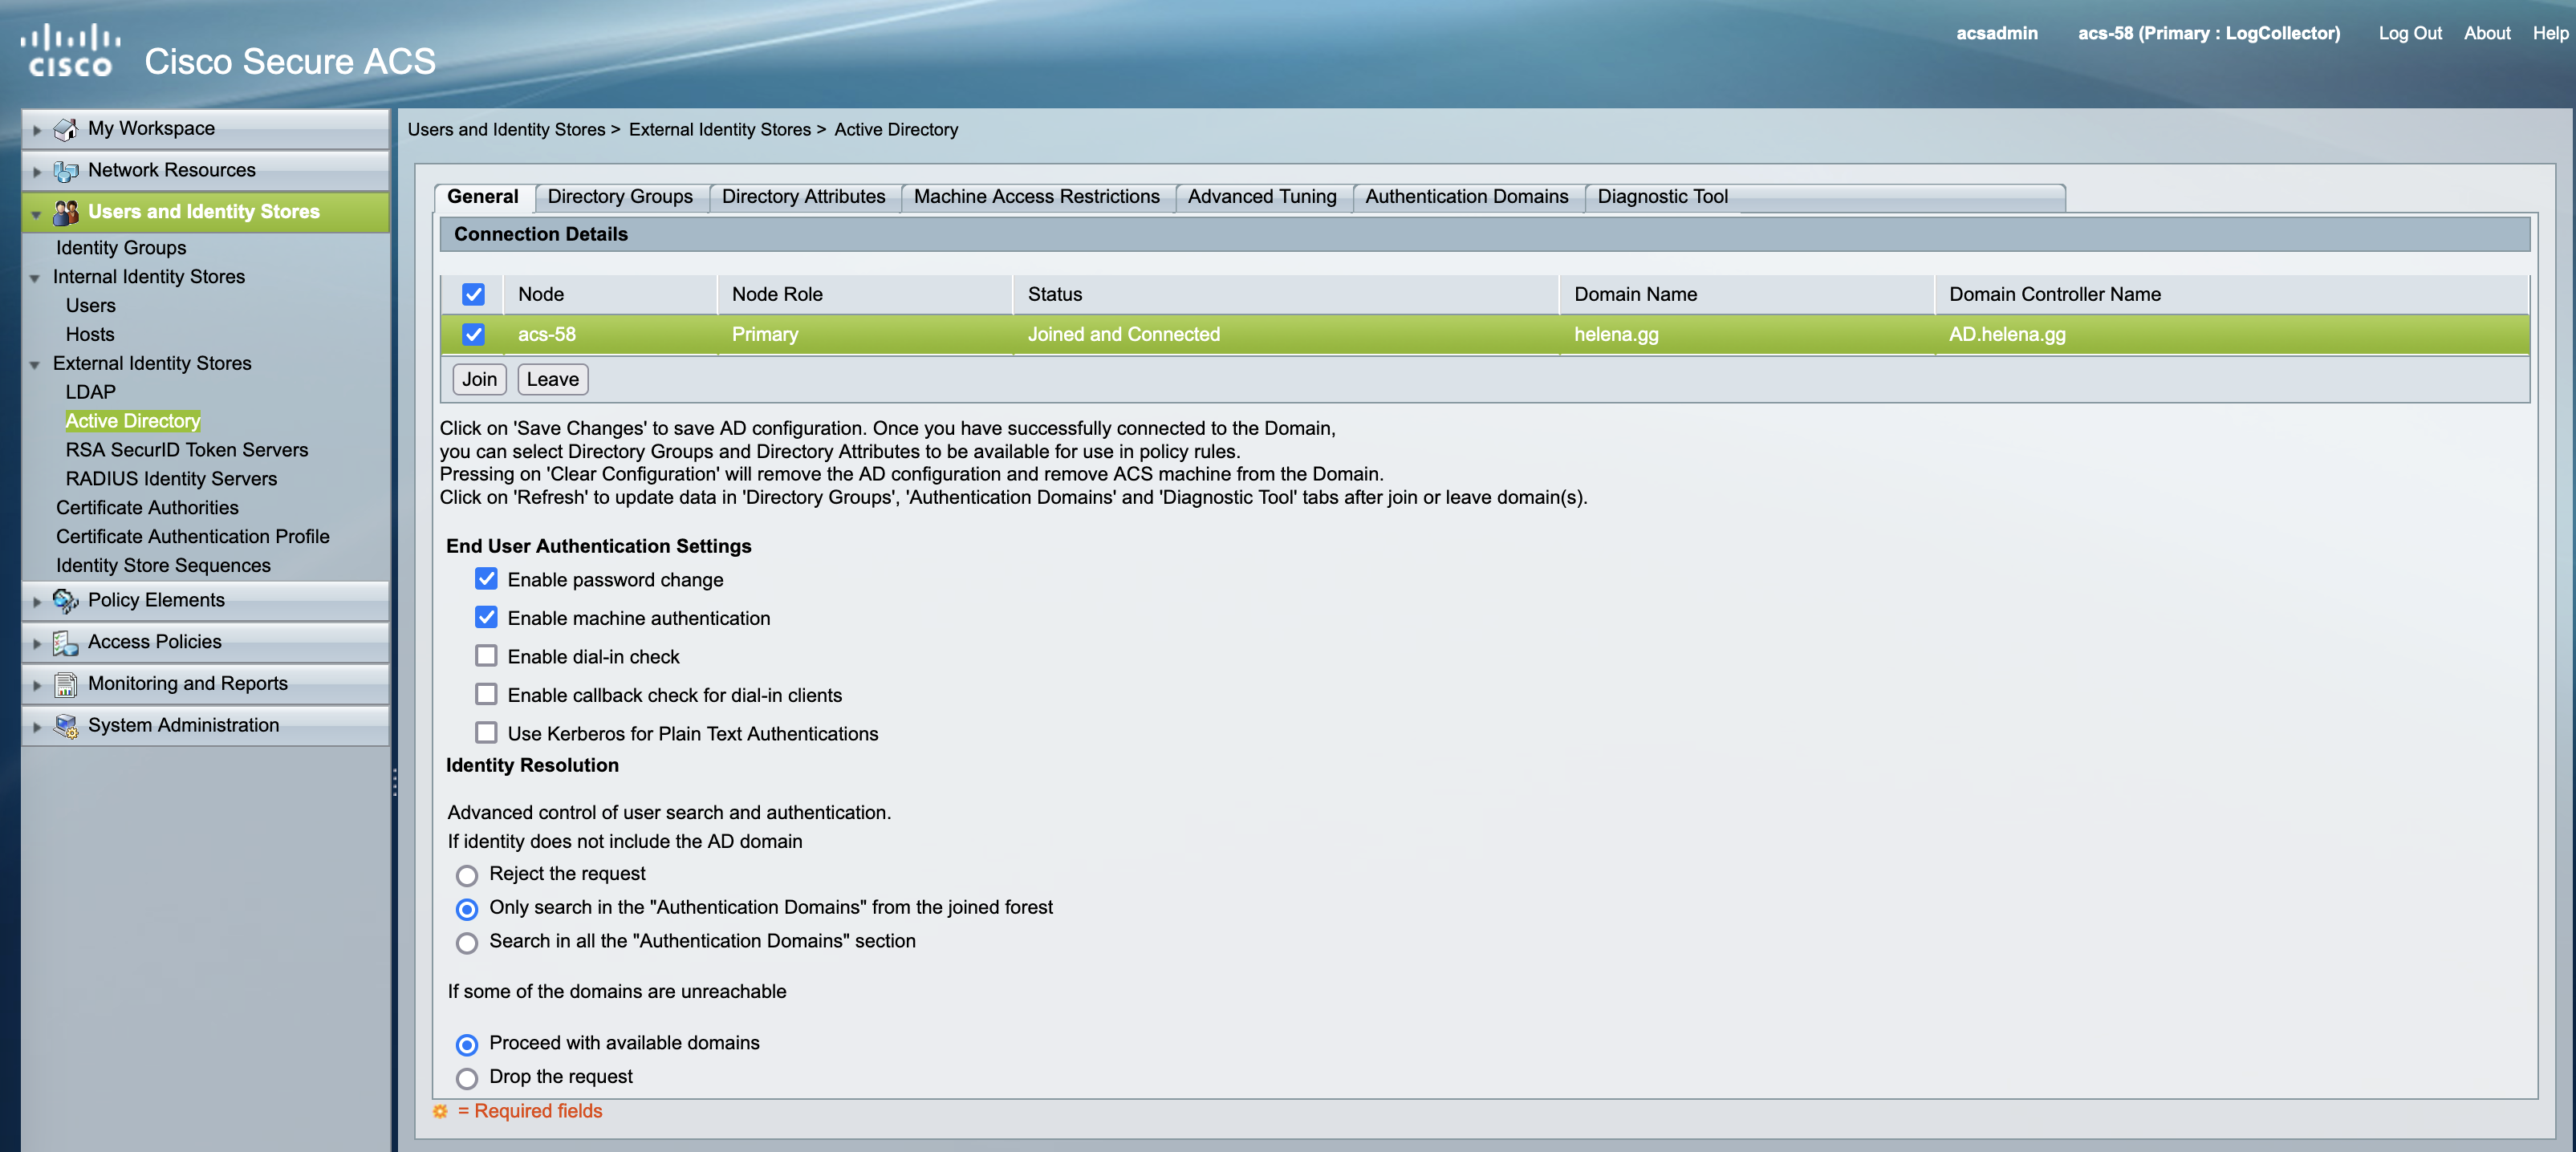 CISCO
Cisco Secure ACS
acsadmin acs-58 (Primary : LogCollector) Log Out About Help
My Workspace
Network Resources
Users and Identity Stores
Identity Groups
Internal Identity Stores
Users
Hosts
External Identity Stores
LDAP
Active Directory
RSA SecurID Token Servers
RADIUS Identity Servers
Certificate Authorities
Certificate Authentication Profile
Identity Store Sequences
Policy Elements
Access Policies
Monitoring and Reports
System Administration
Users and Identity Stores > External Identity Stores > Active Directory
General Directory Groups Directory Attributes Machine Access Restrictions Advanced Tuning Authentication Domains Diagnostic Tool
Connection Details
Node Node Role Status Domain Name Domain Controller Name
acs-58 Primary Joined and Connected helena.gg AD.helena.gg
Join Leave
Click on 'Save Changes' to save AD configuration. Once you have successfully connected to the Domain,
you can select Directory Groups and Directory Attributes to be available for use in policy rules.
Pressing on 'Clear Configuration' will remove the AD configuration and remove ACS machine from the Domain.
Click on 'Refresh' to update data in 'Directory Groups', 'Authentication Domains' and 'Diagnostic Tool' tabs after join or leave domain(s).
End User Authentication Settings
Enable password change
Enable machine authentication
Enable dial-in check
Enable callback check for dial-in clients
Use Kerberos for Plain Text Authentications
Identity Resolution
Advanced control of user search and authentication.
If identity does not include the AD domain
Reject the request
Only search in the "Authentication Domains" from the joined forest
Search in all the "Authentication Domains" section
If some of the domains are unreachable
Proceed with available domains
Drop the request
= Required fields